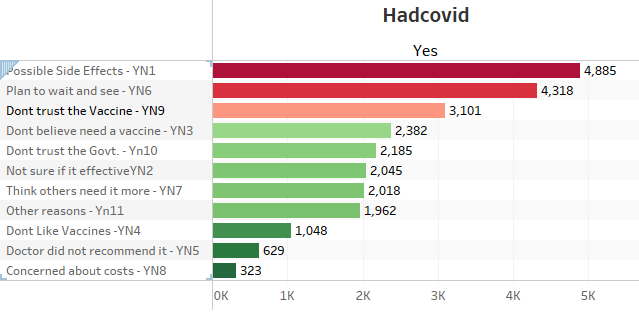 Hadcovid
Yes
Possible Side Effects - YN1 4,885
Plan to wait and see - YN6 4,318
Dont trust the Vaccine - YN9 3,101
Dont believe need a vaccine - YN3 2,382
Dont trust the Govt. - Yn10 2,185
Not sure if it effectiveYN2 2,045
Think others need it more - YN7 2,018
Other reasons - Yn11 1,962
Dont Like Vaccines -YN4 1,048
Doctor did not recommend it - YN5 629
Concerned about costs - YN8 323
0K 1K 2K 3K 4K 5K